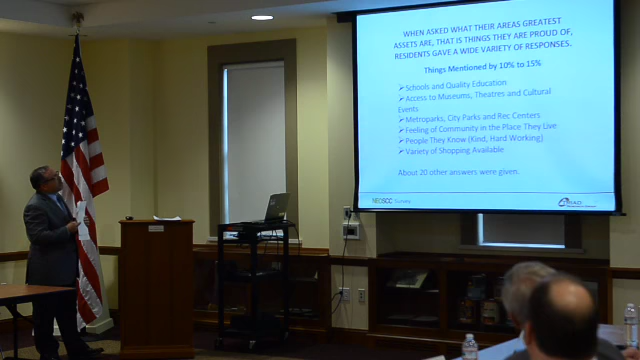 WHEN ASKED WHAT THEIR AREAS GREATEST
ASSETS ARE, THAT IS THINGS THEY ARE PROUD OF,
RESIDENTS GAVE A WIDE VARIETY OF RESPONSES.
Things Mentioned by 10% to 15%
➢Schools and Quality Education
➢Access to Museums, Theatres and Cultural
Events
➢Metroparks, City Parks and Rec Centers
➢Feeling of Community in the Place They Live
➢People They Know (Kind, Hard Working)
➢Variety of Shopping Available
About 20 other answers were given.
NEOSCC